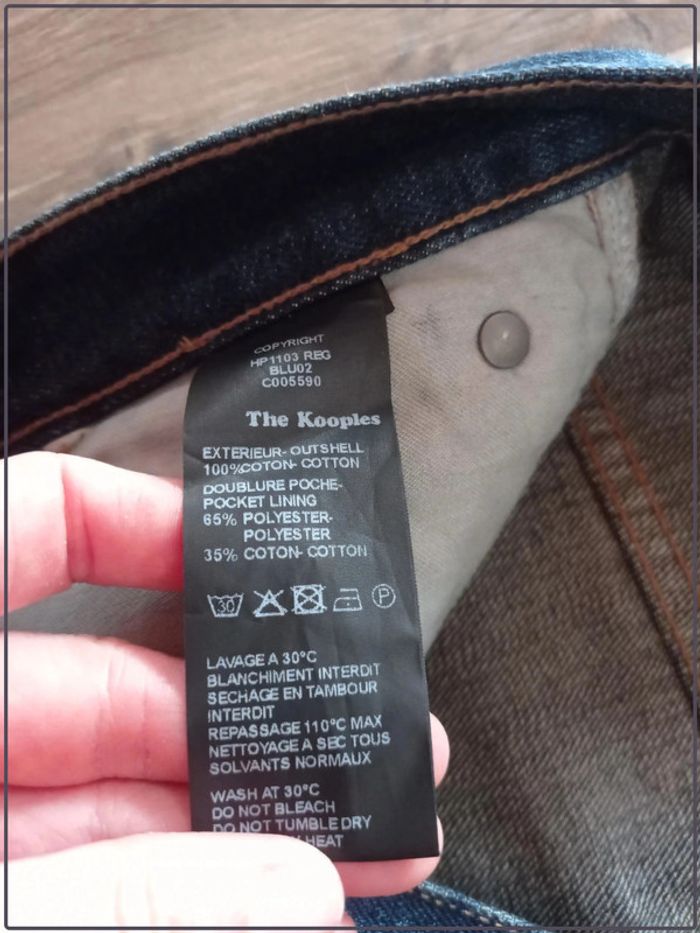 COPYRIGHT
HP1103 REG
BLU02
C005590
The Kooples
EXTERIEUR- OUTSHELL
100%COTON- COTTON
DOUBLURE POCHE-
POCKET LINING
65% POLYESTER-
POLYESTER
35% COTON- COTTON
30 P
LAVAGE A 30°C
BLANCHIMENT INTERDIT
SECHAGE EN TAMBOUR
INTERDIT
REPASSAGE 110°C MAX
NETTOYAGE A SEC TOUS
SOLVANTS NORMAUX
WASH AT 30°C
DO NOT BLEACH
DO NOT TUMBLE DRY
HEAT